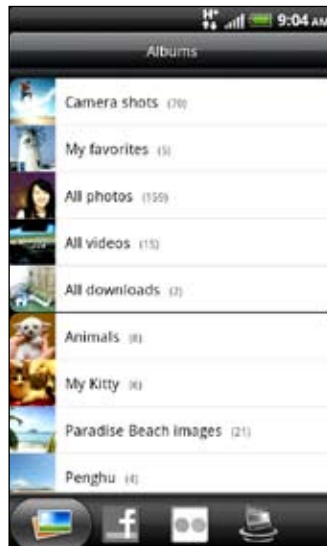 H+ 9:04 AM
Albums
Camera shots (70)
My favorites (5)
All photos (159)
All videos (15)
All downloads (2)
Animals (8)
My Kitty (6)
Paradise Beach images (21)
Penghu (4)
f